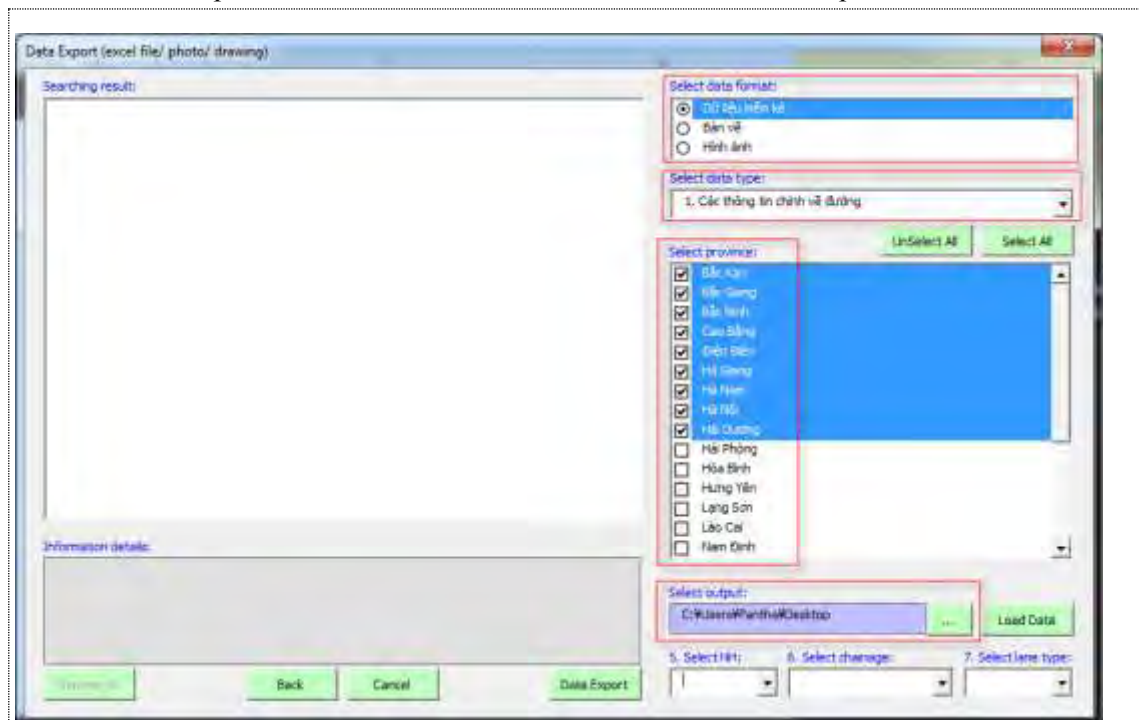 Data Export (excel file/ photo/ drawing)
Searching result:
Select data format:
Dữ liệu kiểm kê
Bản vẽ
Hình ảnh
Select data type:
1. Các thông tin chính về đường
UnSelect All
Select All
Select province:
Bắc Kạn
Bắc Giang
Bắc Ninh
Cao Bằng
Điện Biên
Hà Giang
Hà Nam
Hà Nội
Hải Dương
Hải Phòng
Hòa Bình
Hưng Yên
Lạng Sơn
Lào Cai
Nam Định
Information details:
Select output:
C:¥Users¥Pantha¥Desktop
...
Load Data
5. Select NH:
6. Select chainage:
7. Select lane type:
Back
Cancel
Data Export